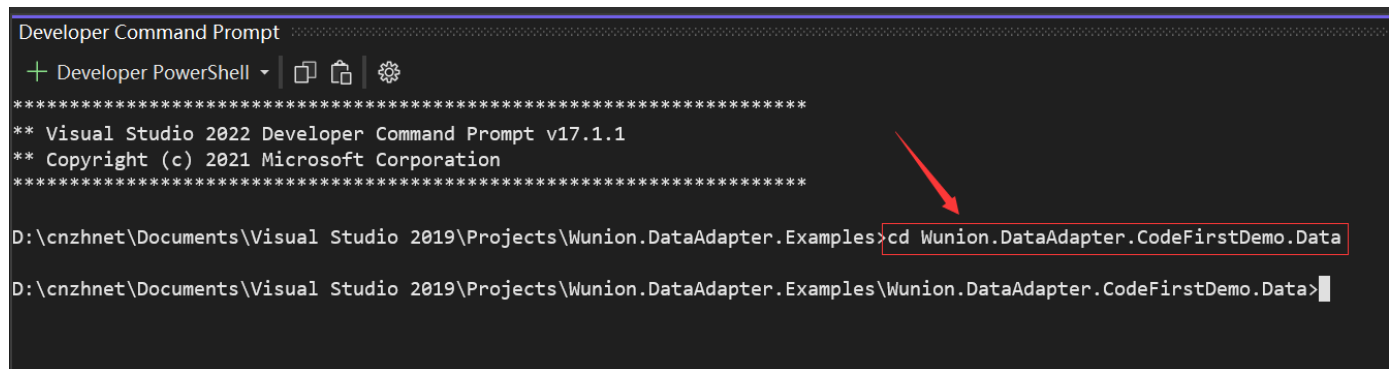 Developer Command Prompt
Developer PowerShell
**********************************************************************
** Visual Studio 2022 Developer Command Prompt v17.1.1
** Copyright (c) 2021 Microsoft Corporation
**********************************************************************
D:\cnzhnet\Documents\Visual Studio 2019\Projects\Wunion.DataAdapter.Examples>cd Wunion.DataAdapter.CodeFirstDemo.Data
D:\cnzhnet\Documents\Visual Studio 2019\Projects\Wunion.DataAdapter.Examples\Wunion.DataAdapter.CodeFirstDemo.Data>